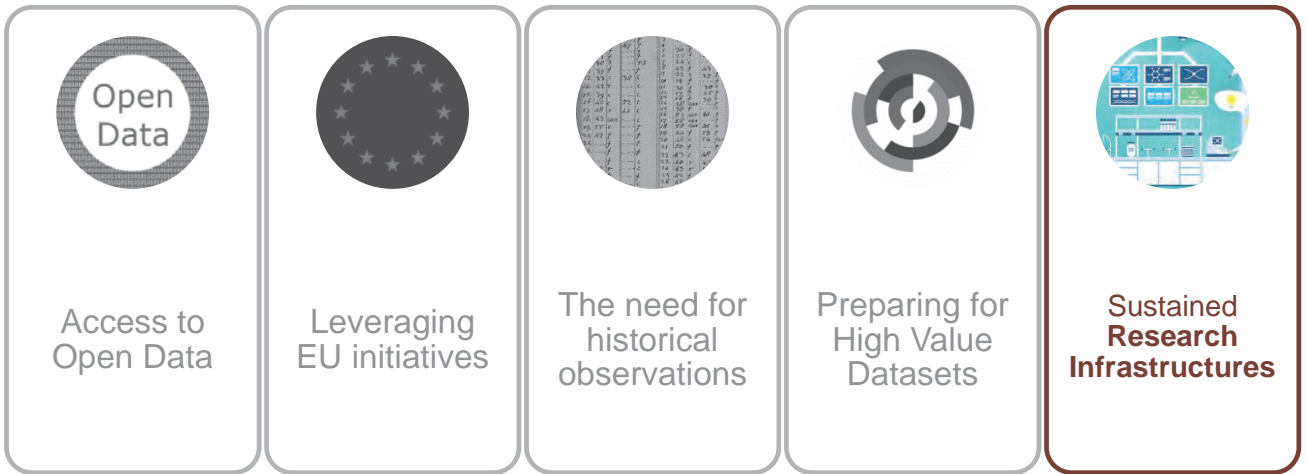 Open
Data
Access to
Open Data
Leveraging
EU initiatives
The need for
historical
observations
Preparing for
High Value
Datasets
Sustained
Research
Infrastructures